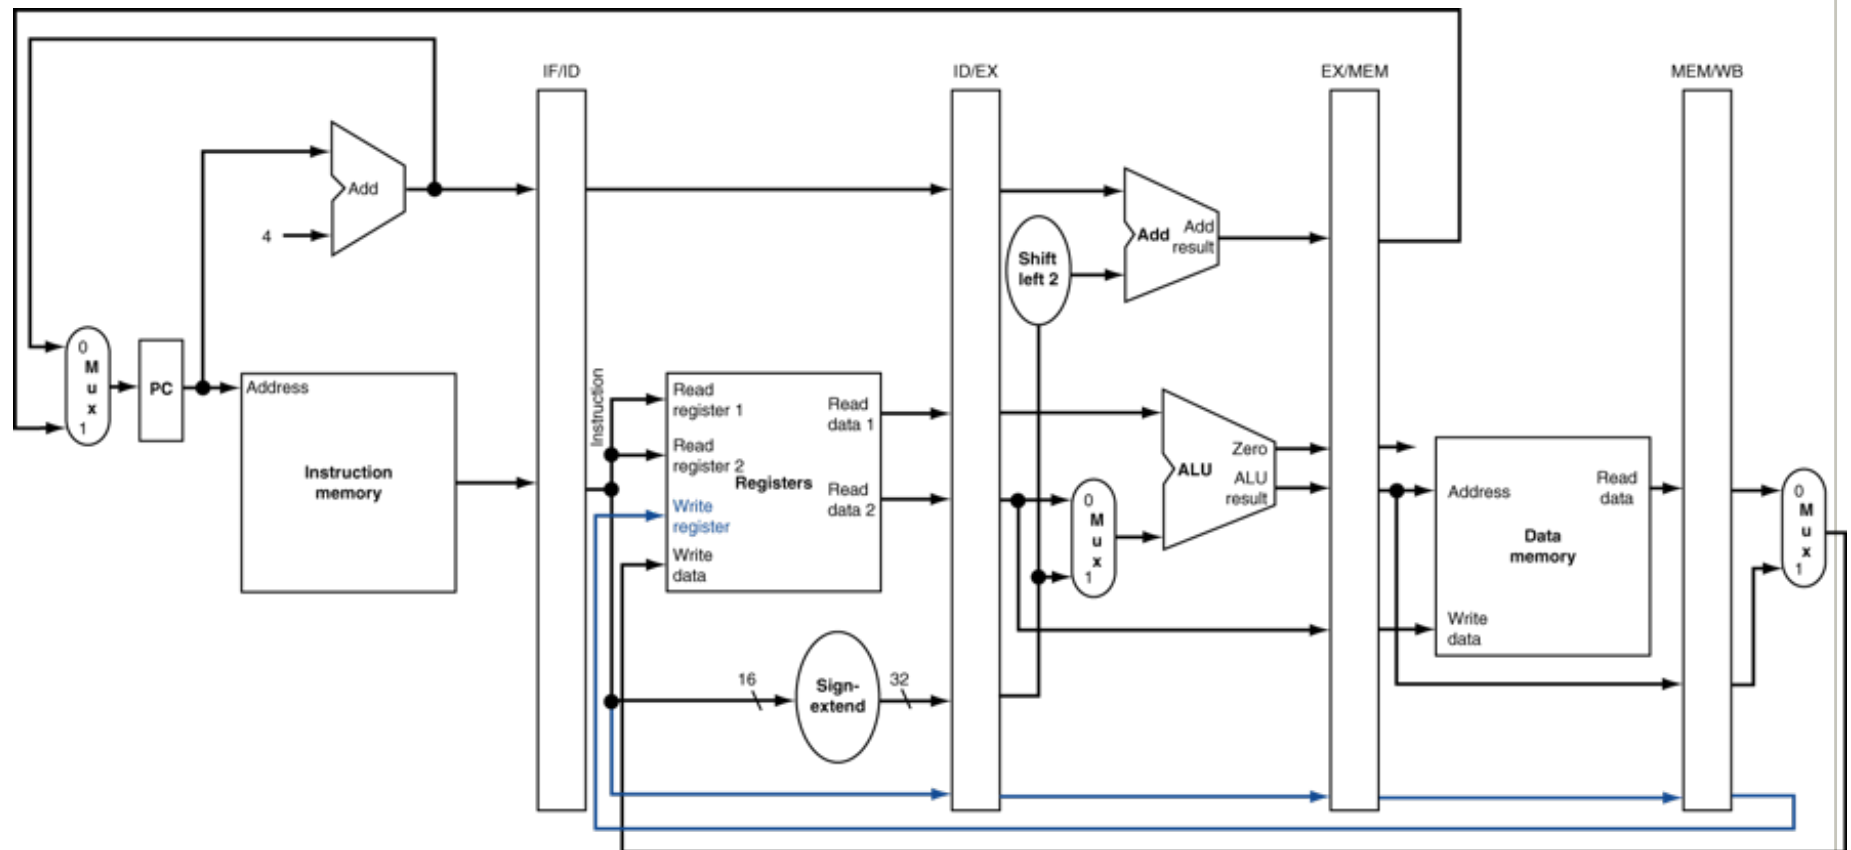 IF/ID
ID/EX
EX/MEM
MEM/WB
Add
4
Add
Add
result
Shift
left 2
0
M
u
x
1
PC
Address
Instruction
memory
Instruction
Read
register 1
Read
register 2
Registers
Write
register
Write
data
Read
data 1
Read
data 2
16
Sign-
extend
32
0
M
u
x
1
ALU
Zero
ALU
result
Address
Read
data
Data
memory
Write
data
0
M
u
x
1